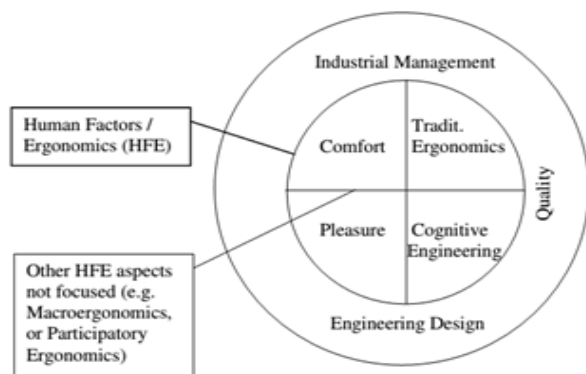 Industrial Management
Human Factors /
Ergonomics (HFE)
Comfort
Tradit.
Ergonomics
Quality
Pleasure
Cognitive
Engineering
Other HFE aspects
not focused (e.g.
Macroergonomics,
or Participatory
Ergonomics)
Engineering Design